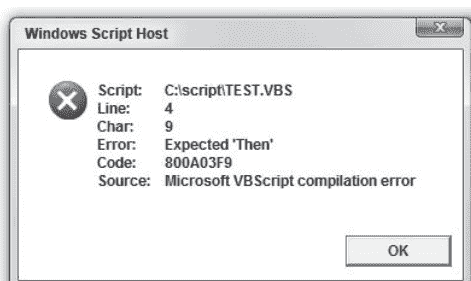 Windows Script Host
Script: C:\script\TEST.VBS
Line: 4
Char: 9
Error: Expected 'Then'
Code: 800A03F9
Source: Microsoft VBScript compilation error
OK